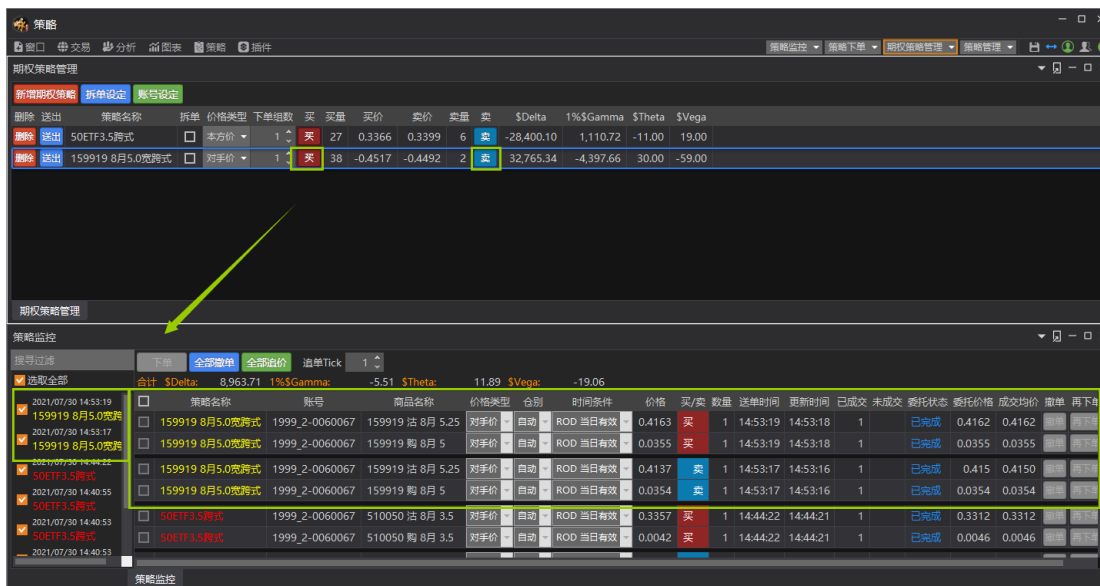 策略
窗口 交易 分析 图表 策略 插件 策略监控 策略下单 期权策略管理 策略管理
期权策略管理
新增期权策略 拆单设定 账号设定
删除 送出 策略名称 拆单 价格类型 下单组数 买 买量 买价 卖价 卖量 卖 $Delta 1%$Gamma $Theta $Vega
删除 送出 50ETF3.5跨式 本方价 1 买 27 0.3366 0.3399 6 卖 -28,400.10 1,110.72 -11.00 19.00
删除 送出 159919 8月5.0宽跨式 对手价 1 买 38 -0.4517 -0.4492 2 卖 32,765.34 -4,397.66 30.00 -59.00
期权策略管理
策略监控
搜寻过滤 下单 全部撤单 全部追价 追单Tick 1
选取全部 合计 $Delta: 8,963.71 1%$Gamma: -5.51 $Theta: 11.89 $Vega: -19.06
策略名称 账号 商品名称 价格类型 仓别 时间条件 价格 买/卖 数量 送单时间 更新时间 已成交 未成交 委托状态 委托价格 成交均价 撤单 再下单
2021/07/30 14:53:19
159919 8月5.0宽跨
2021/07/30 14:53:17
159919 8月5.0宽跨
2021/07/30 14:44:22
50ETF3.5跨式
2021/07/30 14:40:55
50ETF3.5跨式
2021/07/30 14:40:53
50ETF3.5跨式
2021/07/30 14:40:53
159919 8月5.0宽跨式 1999_2-0060067 159919 沽 8月 5.25 对手价 自动 ROD 当日有效 0.4163 买 1 14:53:19 14:53:18 1 已完成 0.4162 0.4162 撤单 再下单
159919 8月5.0宽跨式 1999_2-0060067 159919 购 8月 5 对手价 自动 ROD 当日有效 0.0355 买 1 14:53:19 14:53:18 1 已完成 0.0355 0.0355 撤单 再下单
159919 8月5.0宽跨式 1999_2-0060067 159919 沽 8月 5.25 对手价 自动 ROD 当日有效 0.4137 卖 1 14:53:17 14:53:16 1 已完成 0.415 0.4150 撤单 再下单
159919 8月5.0宽跨式 1999_2-0060067 159919 购 8月 5 对手价 自动 ROD 当日有效 0.0354 卖 1 14:53:17 14:53:16 1 已完成 0.0354 0.0354 撤单 再下单
50ETF3.5跨式 1999_2-0060067 510050 沽 8月 3.5 对手价 自动 ROD 当日有效 0.3357 买 1 14:44:22 14:44:21 1 已完成 0.3312 0.3312 撤单 再下单
50ETF3.5跨式 1999_2-0060067 510050 购 8月 3.5 对手价 自动 ROD 当日有效 0.0042 买 1 14:44:22 14:44:21 1 已完成 0.0046 0.0046 撤单 再下单
策略监控